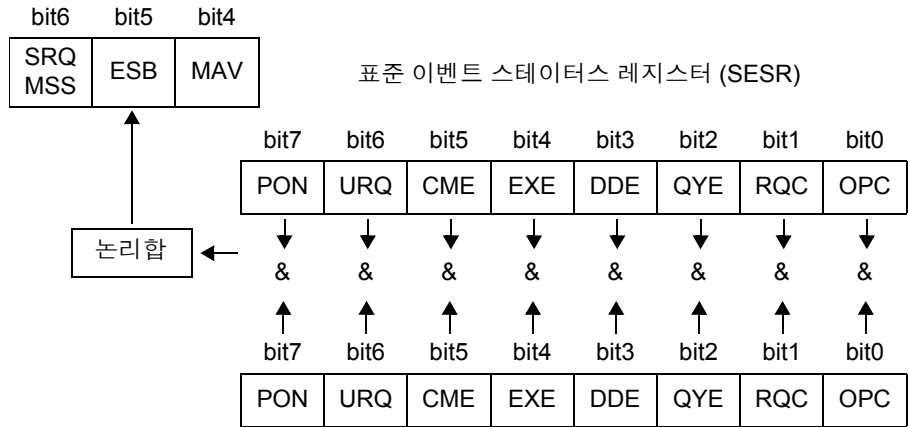 bit6 bit5 bit4
SRQ MSS ESB MAV
표준 이벤트 스테이터스 레지스터 (SESR)
bit7 bit6 bit5 bit4 bit3 bit2 bit1 bit0
PON URQ CME EXE DDE QYE RQC OPC
논리합
& & & & & & & &
bit7 bit6 bit5 bit4 bit3 bit2 bit1 bit0
PON URQ CME EXE DDE QYE RQC OPC